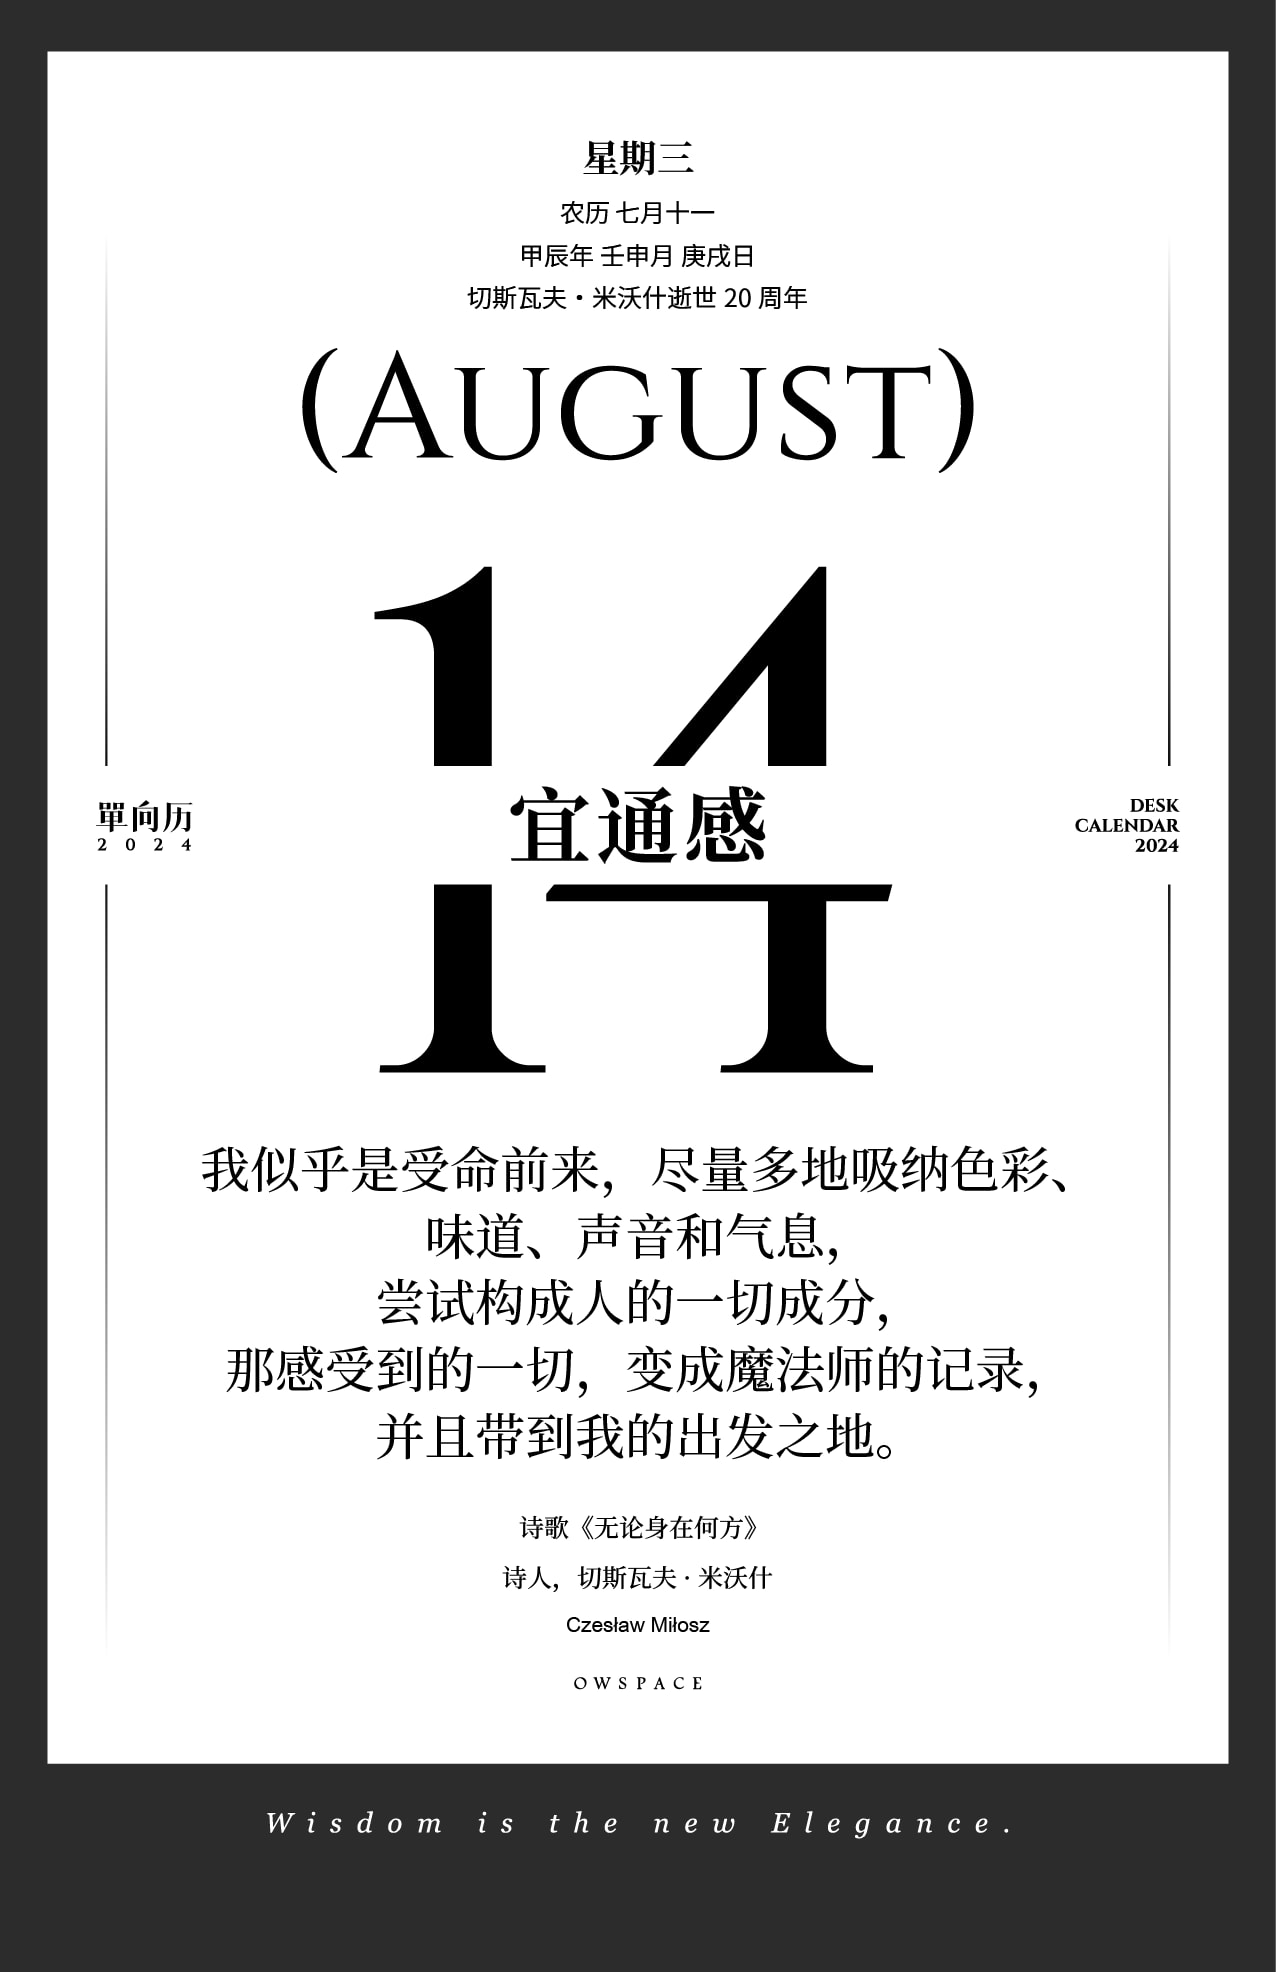 星期三
农历 七月十一
甲辰年 壬申月 庚戌日
切斯瓦夫·米沃什逝世 20 周年
(AUGUST)
14
單向历
2024
宜通感
DESK
CALENDAR
2024
我似乎是受命前来，尽量多地吸纳色彩、
味道、声音和气息，
尝试构成人的一切成分，
那感受到的一切，变成魔法师的记录，
并且带到我的出发之地。
诗歌《无论身在何方》
诗人，切斯瓦夫·米沃什
Czesław Miłosz
OWSPACE
Wisdom is the new Elegance.